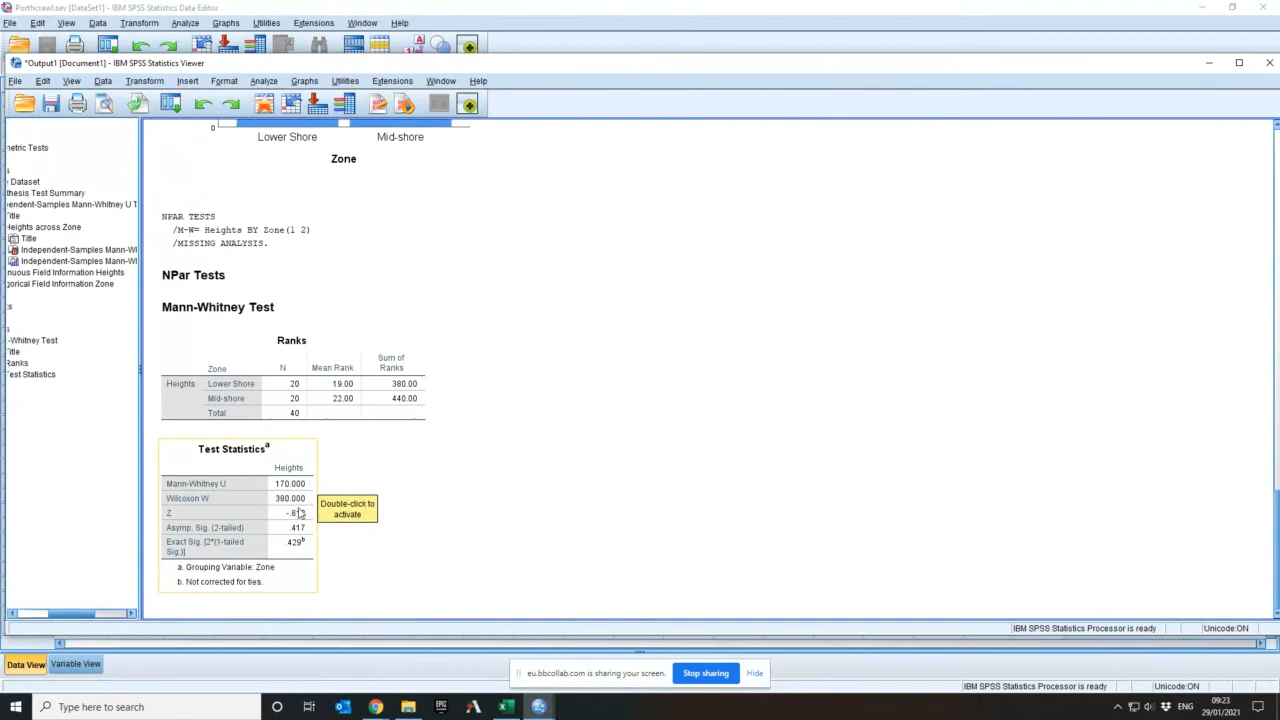 Porthcrawl.sav [DataSet1] - IBM SPSS Statistics Data Editor
File Edit View Data Transform Analyze Graphs Utilities Extensions Window Help
*Output1 [Document1] - IBM SPSS Statistics Viewer
File Edit View Data Transform Insert Format Analyze Graphs Utilities Extensions Window Help
netric Tests
s
Dataset
thesis Test Summary
endent-Samples Mann-Whitney U T
Title
Heights across Zone
Title
Independent-Samples Mann-WI
Independent-Samples Mann-WI
nuous Field Information Heights
gorical Field Information Zone
ts
s
-Whitney Test
Title
Ranks
Test Statistics
0
Lower Shore Mid-shore
Zone
NPAR TESTS
/M-W= Heights BY Zone(1 2)
/MISSING ANALYSIS.
NPar Tests
Mann-Whitney Test
Ranks
Zone N Mean Rank Sum of Ranks
Heights Lower Shore 20 19.00 380.00
Mid-shore 20 22.00 440.00
Total 40
Test Statistics a
Heights
Mann-Whitney U 170.000
Wilcoxon W 380.000
Z
Asymp. Sig. (2-tailed) .417
Exact Sig. [2*(1-tailed Sig.)] .429 b
a. Grouping Variable: Zone
b. Not corrected for ties.
Double-click to
activate
IBM SPSS Statistics Processor is ready Unicode:ON
Data View Variable View
eu.bbcollab.com is sharing your screen. Stop sharing Hide
IBM SPSS Statistics Processor is ready Unicode:ON
Type here to search
ENG
09:23
29/01/2021